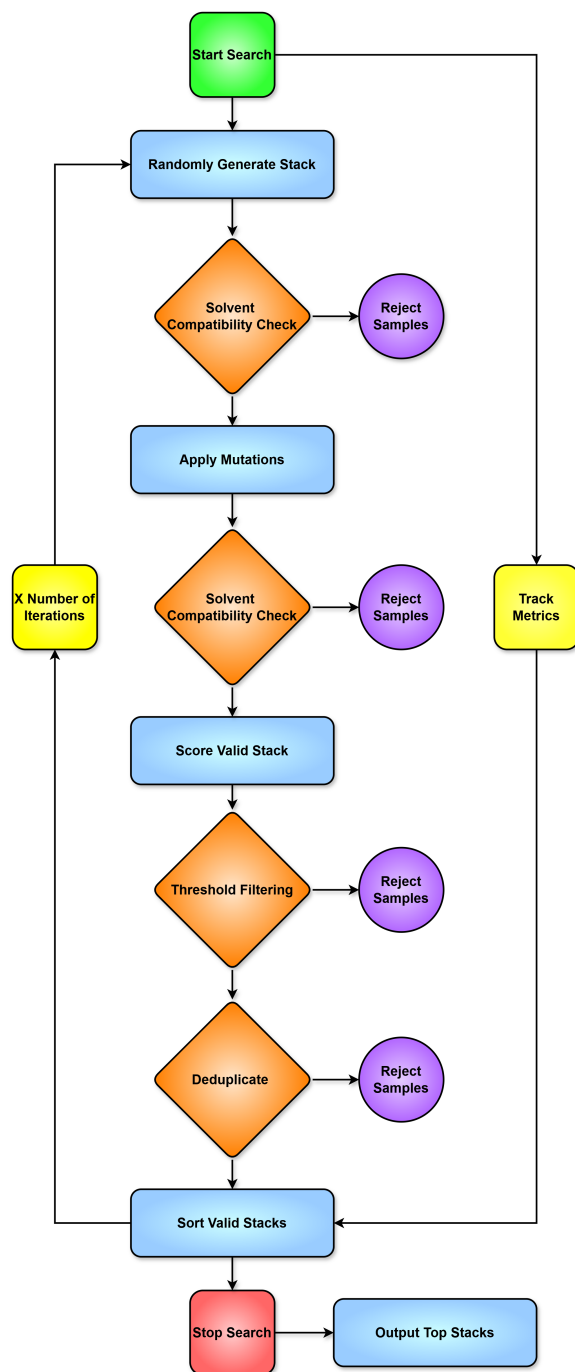 Start Search
Randomly Generate Stack
Solvent
Compatibility Check
Reject
Samples
Apply Mutations
X Number of
Iterations
Solvent
Compatibility Check
Reject
Samples
Track
Metrics
Score Valid Stack
Threshold Filtering
Reject
Samples
Deduplicate
Reject
Samples
Sort Valid Stacks
Stop Search
Output Top Stacks